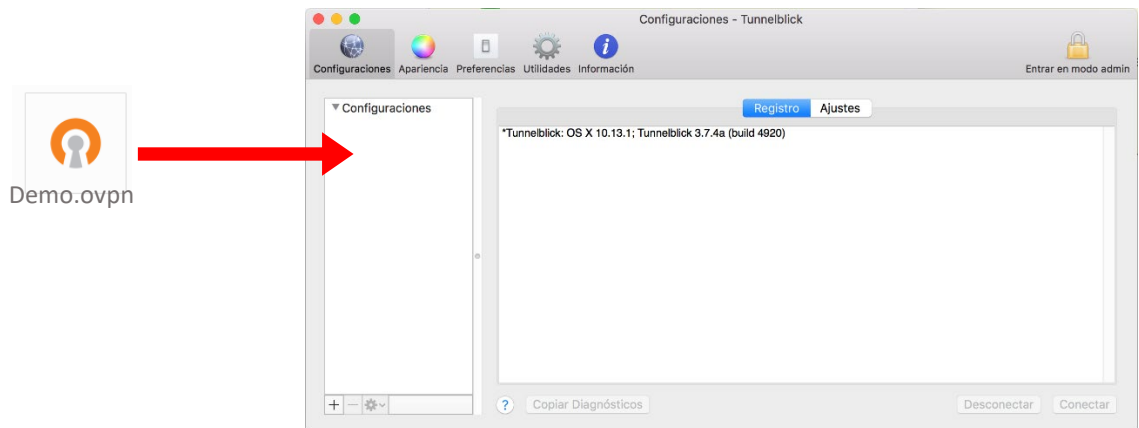 Configuraciones - Tunnelblick
Configuraciones Apariencia Preferencias Utilidades Información Entrar en modo admin
Configuraciones
Registro Ajustes
*Tunnelblick: OS X 10.13.1; Tunnelblick 3.7.4a (build 4920)
Demo.ovpn
? Copiar Diagnósticos Desconectar Conectar